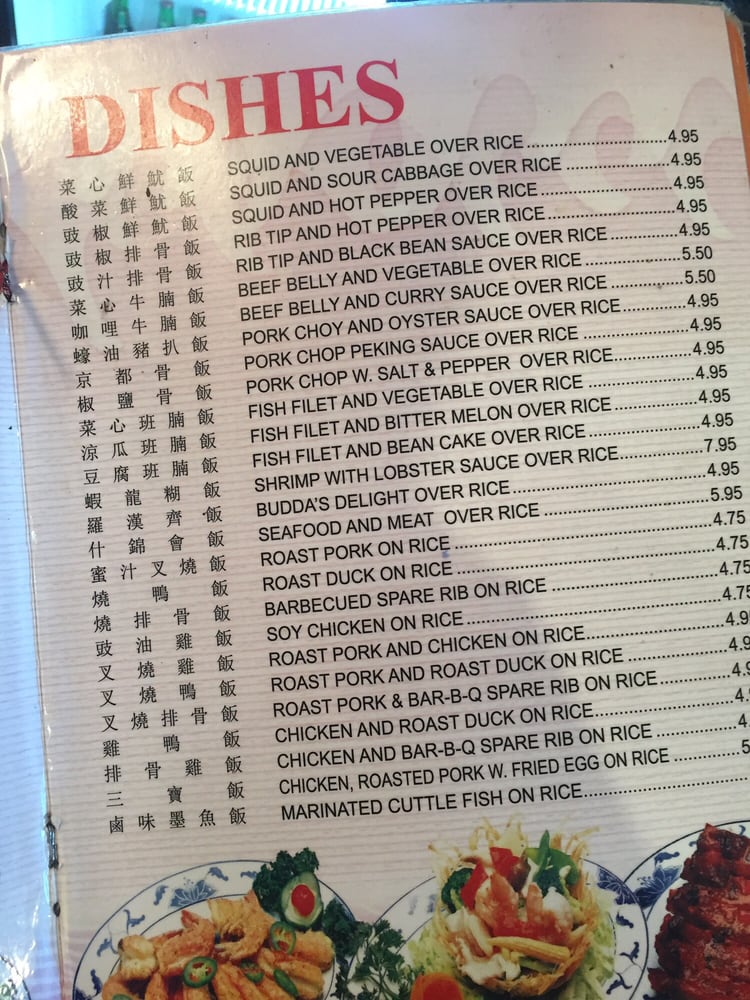 DISHES
菜心鮮魷飯 SQUID AND VEGETABLE OVER RICE 4.95
酸菜鮮魷飯 SQUID AND SOUR CABBAGE OVER RICE 4.95
豉椒鮮魷飯 SQUID AND HOT PEPPER OVER RICE 4.95
豉椒排骨飯 RIB TIP AND HOT PEPPER OVER RICE 4.95
豉汁排骨飯 RIB TIP AND BLACK BEAN SAUCE OVER RICE 4.95
菜心牛腩飯 BEEF BELLY AND VEGETABLE OVER RICE 5.50
咖哩牛腩飯 BEEF BELLY AND CURRY SAUCE OVER RICE 5.50
蠔油豬扒飯 PORK CHOY AND OYSTER SAUCE OVER RICE 4.95
京都骨飯 PORK CHOP PEKING SAUCE OVER RICE 4.95
椒鹽骨飯 PORK CHOP W. SALT & PEPPER OVER RICE 4.95
菜心班腩飯 FISH FILET AND VEGETABLE OVER RICE 4.95
涼瓜班腩飯 FISH FILET AND BITTER MELON OVER RICE 4.95
豆腐班腩飯 FISH FILET AND BEAN CAKE OVER RICE 4.95
蝦龍糊飯 SHRIMP WITH LOBSTER SAUCE OVER RICE 7.95
羅漢齊飯 BUDDA'S DELIGHT OVER RICE 4.95
什錦會飯 SEAFOOD AND MEAT OVER RICE 5.95
蜜汁叉燒飯 ROAST PORK ON RICE 4.75
燒鴨飯 ROAST DUCK ON RICE 4.75
燒排骨飯 BARBECUED SPARE RIB ON RICE 4.75
豉油雞飯 SOY CHICKEN ON RICE 4.75
叉燒雞飯 ROAST PORK AND CHICKEN ON RICE 4.9
叉燒鴨飯 ROAST PORK AND ROAST DUCK ON RICE 4.9
叉燒排骨飯 ROAST PORK & BAR-B-Q SPARE RIB ON RICE 4.9
雞鴨飯 CHICKEN AND ROAST DUCK ON RICE 4.
排骨雞飯 CHICKEN AND BAR-B-Q SPARE RIB ON RICE 4.
三寶飯 CHICKEN, ROASTED PORK W. FRIED EGG ON RICE 5
鹵味墨魚飯 MARINATED CUTTLE FISH ON RICE